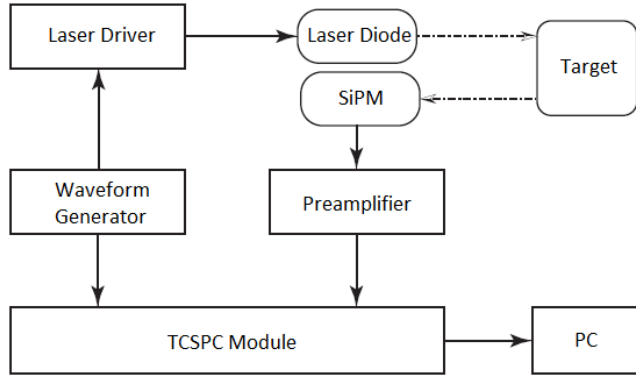 Laser Driver
Laser Diode
Target
SiPM
Waveform
Generator
Preamplifier
TCSPC Module
PC